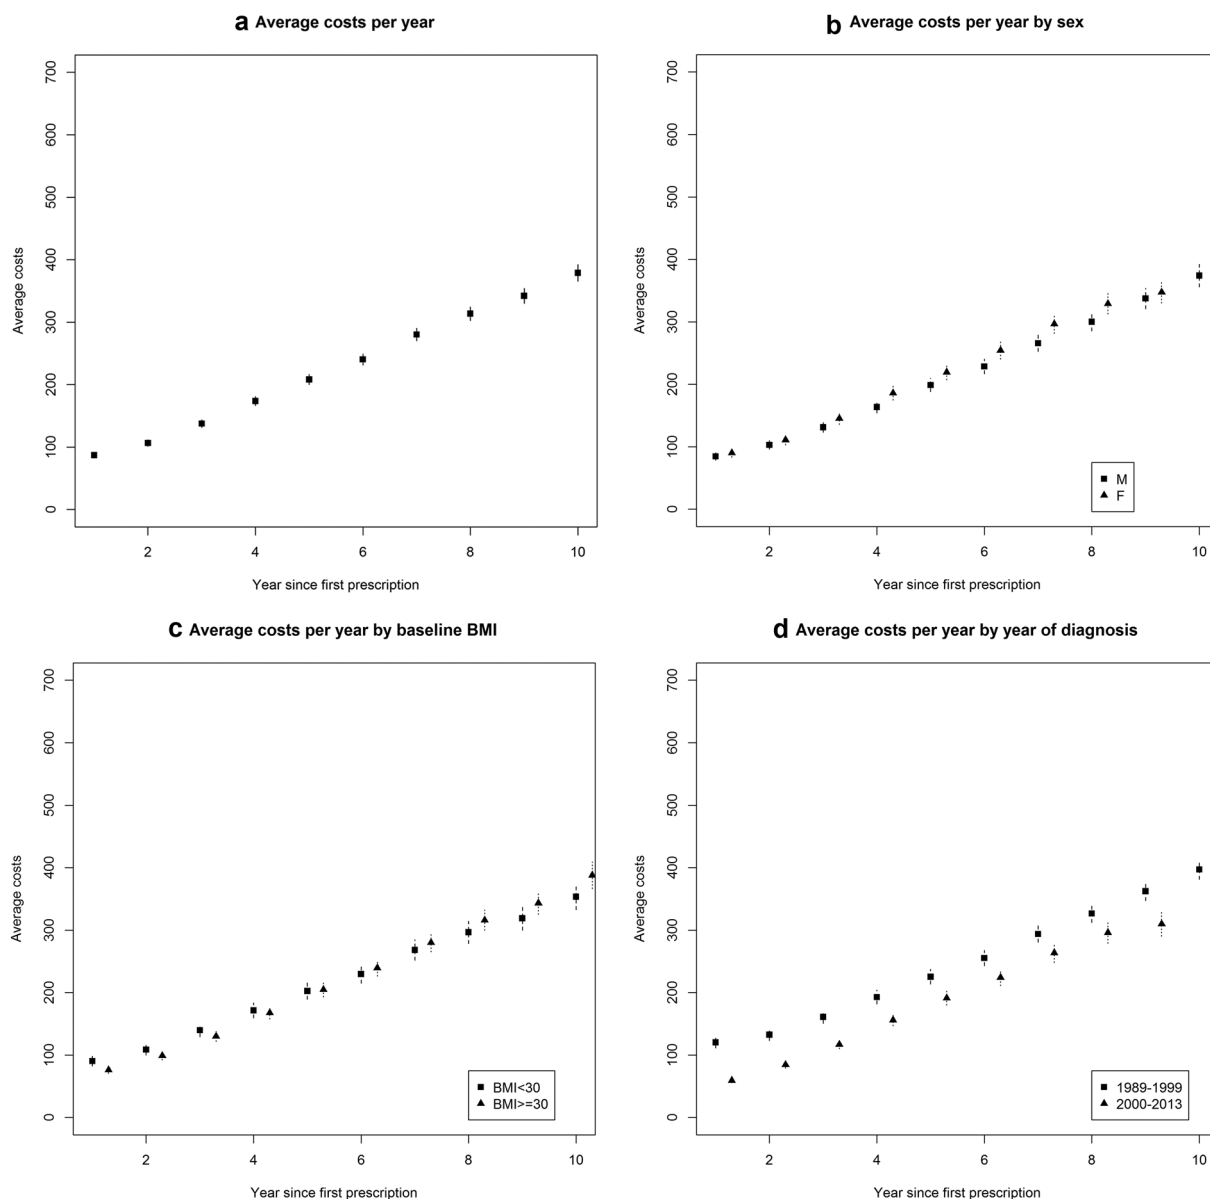 a Average costs per year
700
600
500
400
300
200
100
0
Average costs
2 4 6 8 10
Year since first prescription
b Average costs per year by sex
700
600
500
400
300
200
100
0
Average costs
M
F
2 4 6 8 10
Year since first prescription
c Average costs per year by baseline BMI
700
600
500
400
300
200
100
0
Average costs
BMI<30
BMI>=30
2 4 6 8 10
Year since first prescription
d Average costs per year by year of diagnosis
700
600
500
400
300
200
100
0
Average costs
1989-1999
2000-2013
2 4 6 8 10
Year since first prescription